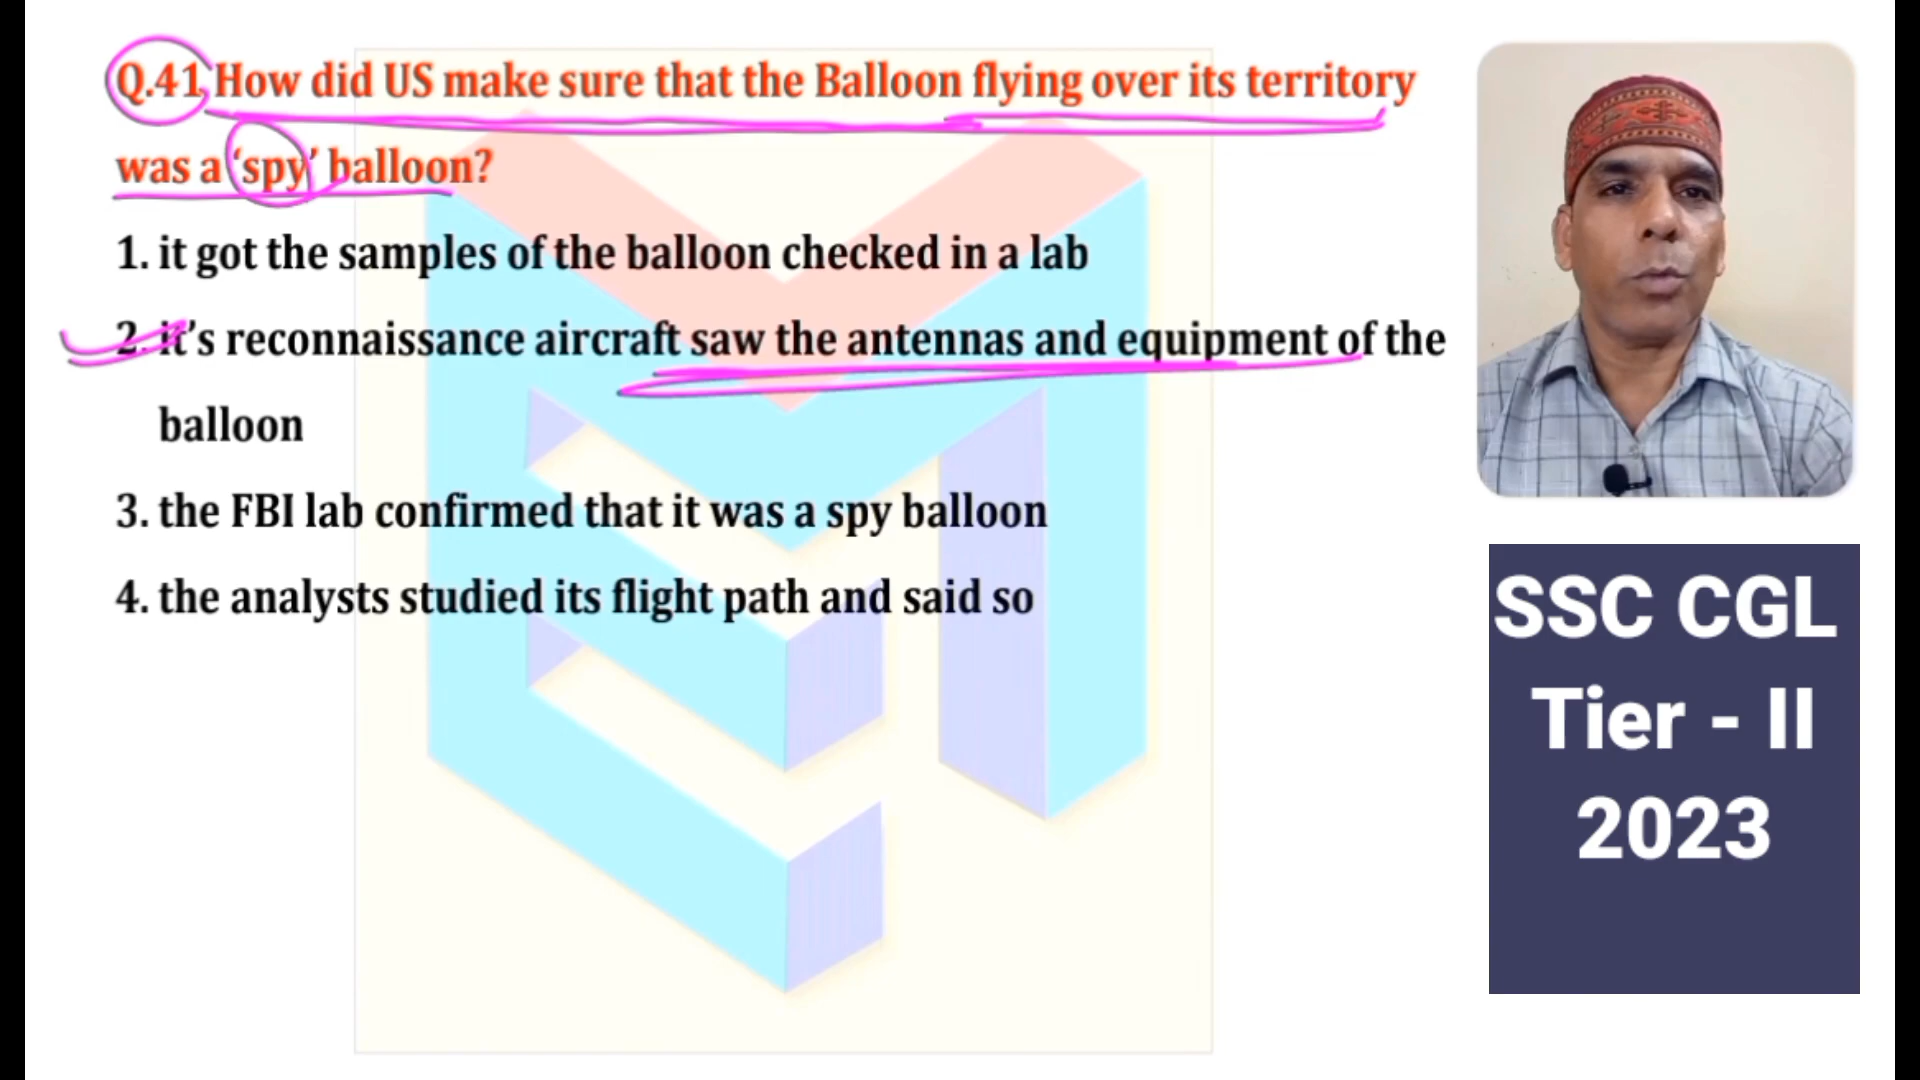 Q.41 How did US make sure that the Balloon flying over its territory
was a ‘spy’ balloon?
1. it got the samples of the balloon checked in a lab
2. it’s reconnaissance aircraft saw the antennas and equipment of the
balloon
3. the FBI lab confirmed that it was a spy balloon
4. the analysts studied its flight path and said so
SSC CGL
Tier - II
2023